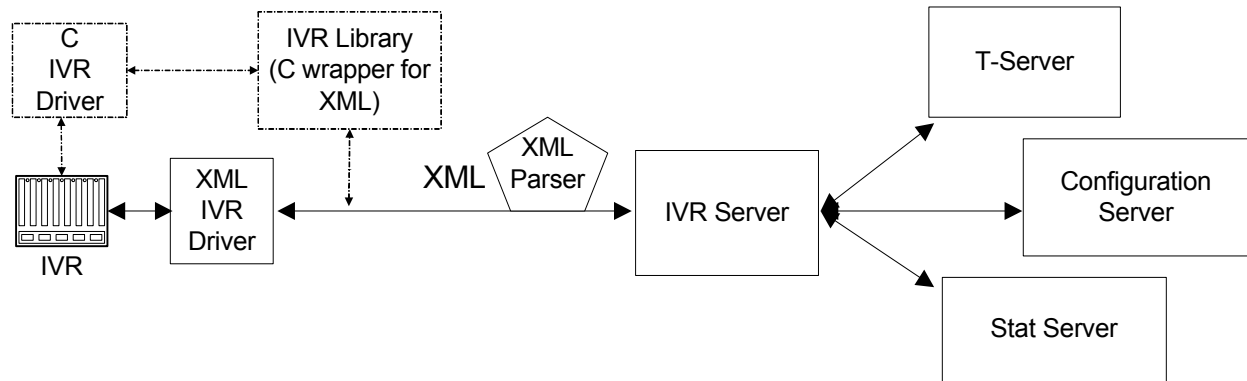 C
IVR
Driver
IVR Library
(C wrapper for
XML)
T-Server
XML
Parser
XML
XML
IVR
Driver
IVR Server
Configuration
Server
IVR
Stat Server